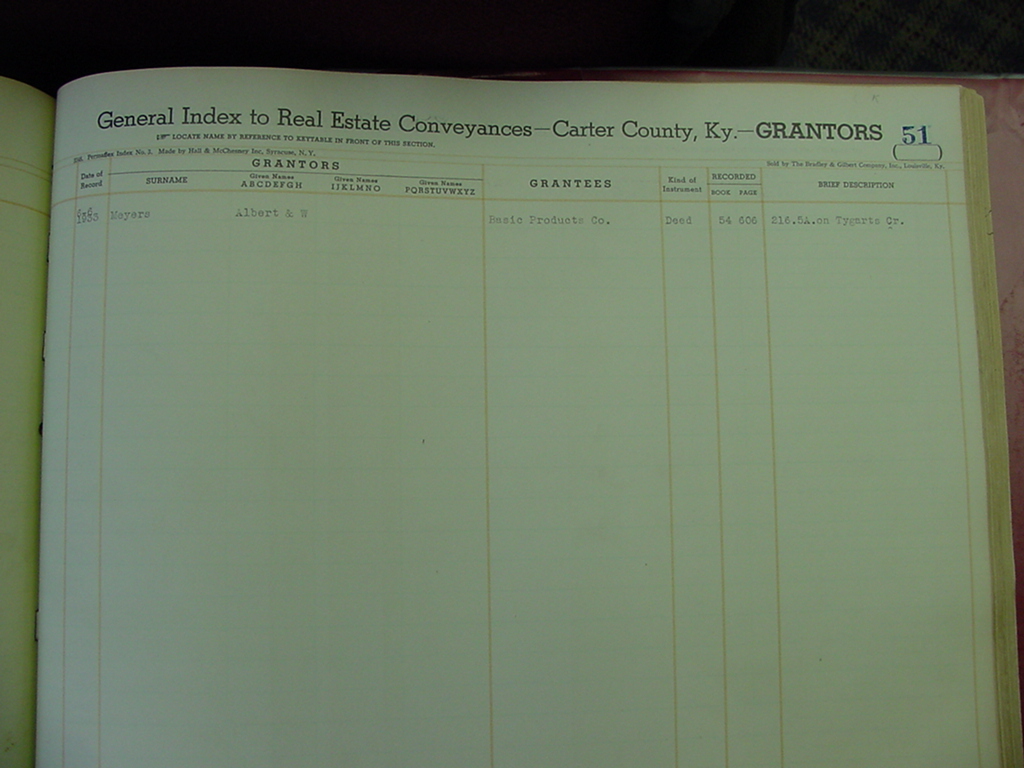 General Index to Real Estate Conveyances—Carter County, Ky.—GRANTORS 51
LOCATE NAME BY REFERENCE TO KEYTABLE IN FRONT OF THIS SECTION.
Index No. 2. Made by Hall & McChesney Inc, Syracuse, N. Y.
Sold by The Bradley & Gilbert Company, Inc., Louisville, Ky.
Date of Record
GRANTORS
SURNAME
Given Names ABCDEFGH
Given Names IJKLMNO
Given Names PQRSTUVWXYZ
GRANTEES
Kind of Instrument
RECORDED
BOOK PAGE
BRIEF DESCRIPTION
Meyers Albert & W Basic Products Co. Deed 54 606 216.5A.on Tygarts Cr.